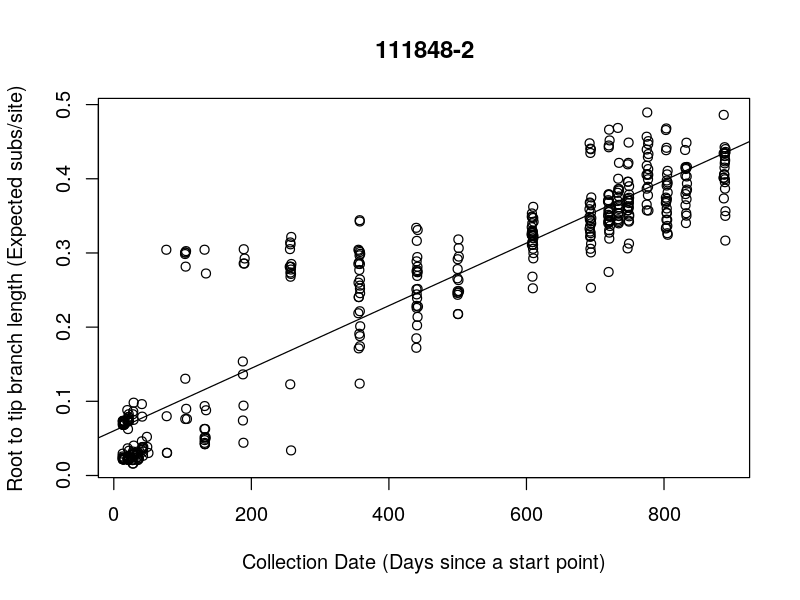 111848-2
Root to tip branch length (Expected subs/site)
0.5
0.4
0.3
0.2
0.1
0.0
0 200 400 600 800
Collection Date (Days since a start point)